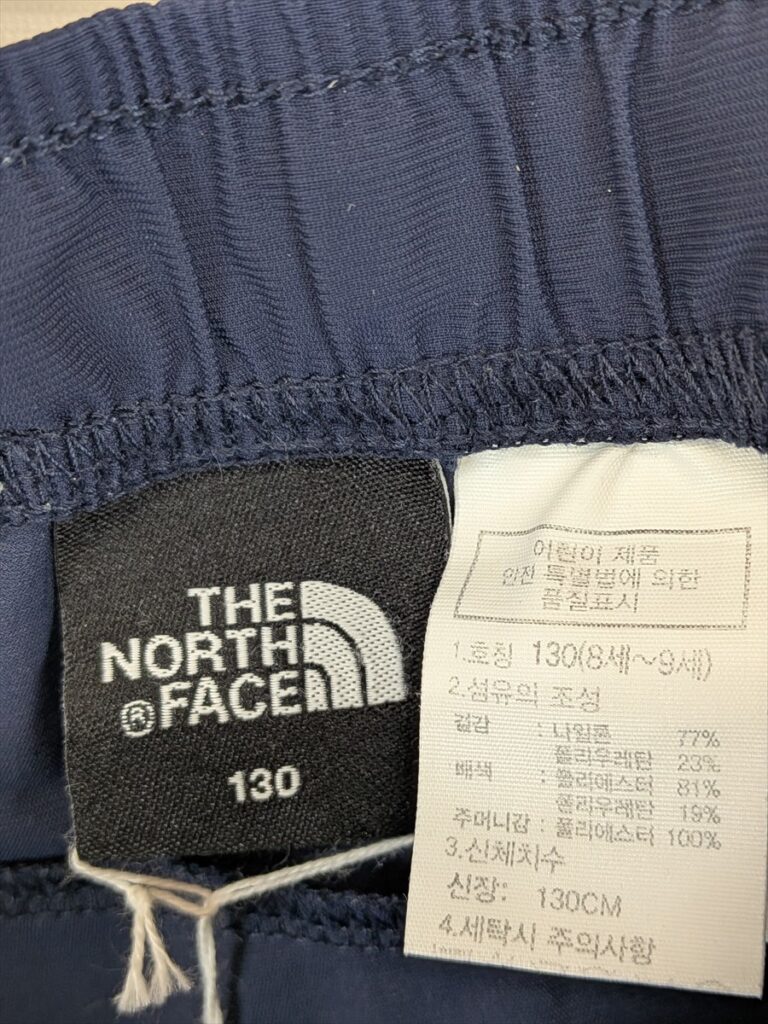 THE
NORTH
® FACE
130
어린이 제품
안전 특별법에 의한
품질표시
1.호칭 130(8세~9세)
2.섬유의 조성
겉감 : 나일론 77%
폴리우레탄 23%
배색 : 폴리에스터 81%
폴리우레탄 19%
주머니감 : 폴리에스터 100%
3.신체치수
신장: 130CM
4.세탁시 주의사항